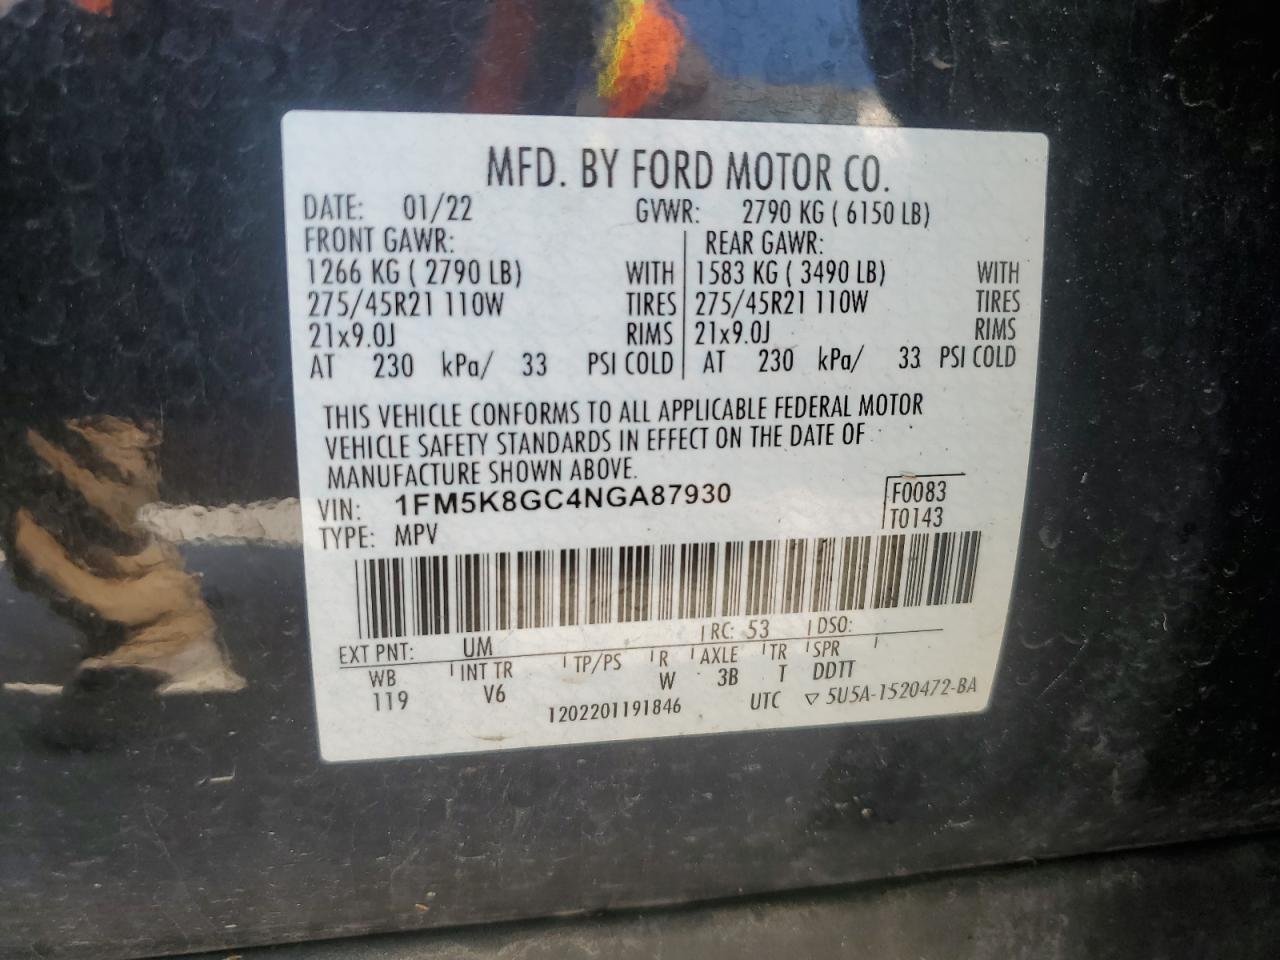 MFD. BY FORD MOTOR CO.
DATE: 01/22 GVWR: 2790 KG ( 6150 LB)
FRONT GAWR: REAR GAWR:
1266 KG ( 2790 LB) WITH 1583 KG ( 3490 LB) WITH
275/45R21 110W TIRES 275/45R21 110W TIRES
21x9.0J RIMS 21x9.0J RIMS
AT 230 kPa/ 33 PSI COLD AT 230 kPa/ 33 PSI COLD
THIS VEHICLE CONFORMS TO ALL APPLICABLE FEDERAL MOTOR
VEHICLE SAFETY STANDARDS IN EFFECT ON THE DATE OF
MANUFACTURE SHOWN ABOVE.
VIN: 1FM5K8GC4NGA87930 F0083
TYPE: MPV T0143
EXT PNT: UM RC: 53 DSO:
WB INT TR TP/PS R AXLE TR SPR
119 V6 W 3B T DDTT
1202201191846 UTC ▽ 5U5A-1520472-BA